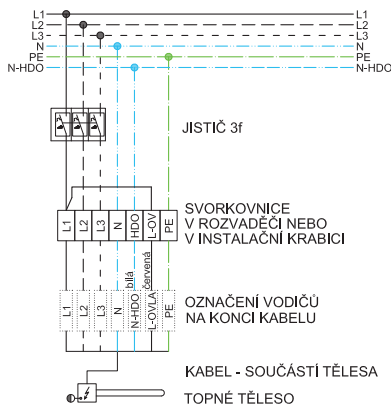 L1 L1
L2 L2
L3 L3
N N
PE PE
N-HDO N-HDO
JISTIČ 3f
SVORKOVNICE
V ROZVADĚČI NEBO
V INSTALAČNÍ KRABICI
L1 L2 L3 N HDO L-OV PE
bílá červená
OZNAČENÍ VODIČŮ
NA KONCI KABELU
L1 L2 L3 N N-HDO L-OVLA PE
KABEL - SOUČÁSTÍ TĚLESA
TOPNÉ TĚLESO